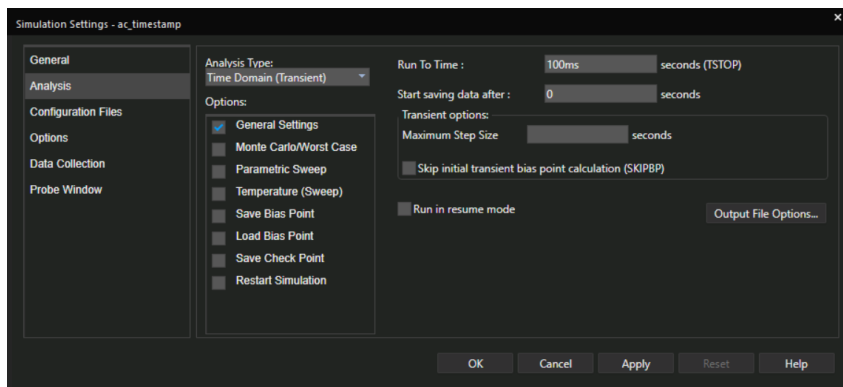 Simulation Settings - ac_timestamp
General
Analysis
Configuration Files
Options
Data Collection
Probe Window
Analysis Type:
Time Domain (Transient)
Options:
General Settings
Monte Carlo/Worst Case
Parametric Sweep
Temperature (Sweep)
Save Bias Point
Load Bias Point
Save Check Point
Restart Simulation
Run To Time : 100ms seconds (TSTOP)
Start saving data after : 0 seconds
Transient options:
Maximum Step Size seconds
Skip initial transient bias point calculation (SKIPBP)
Run in resume mode
Output File Options...
OK Cancel Apply Reset Help